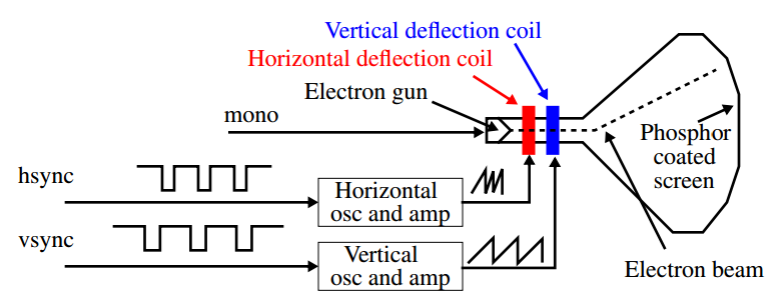 Vertical deflection coil
Horizontal deflection coil
Electron gun
mono
Phosphor
coated
screen
hsync
Horizontal
osc and amp
vsync
Vertical
osc and amp
Electron beam